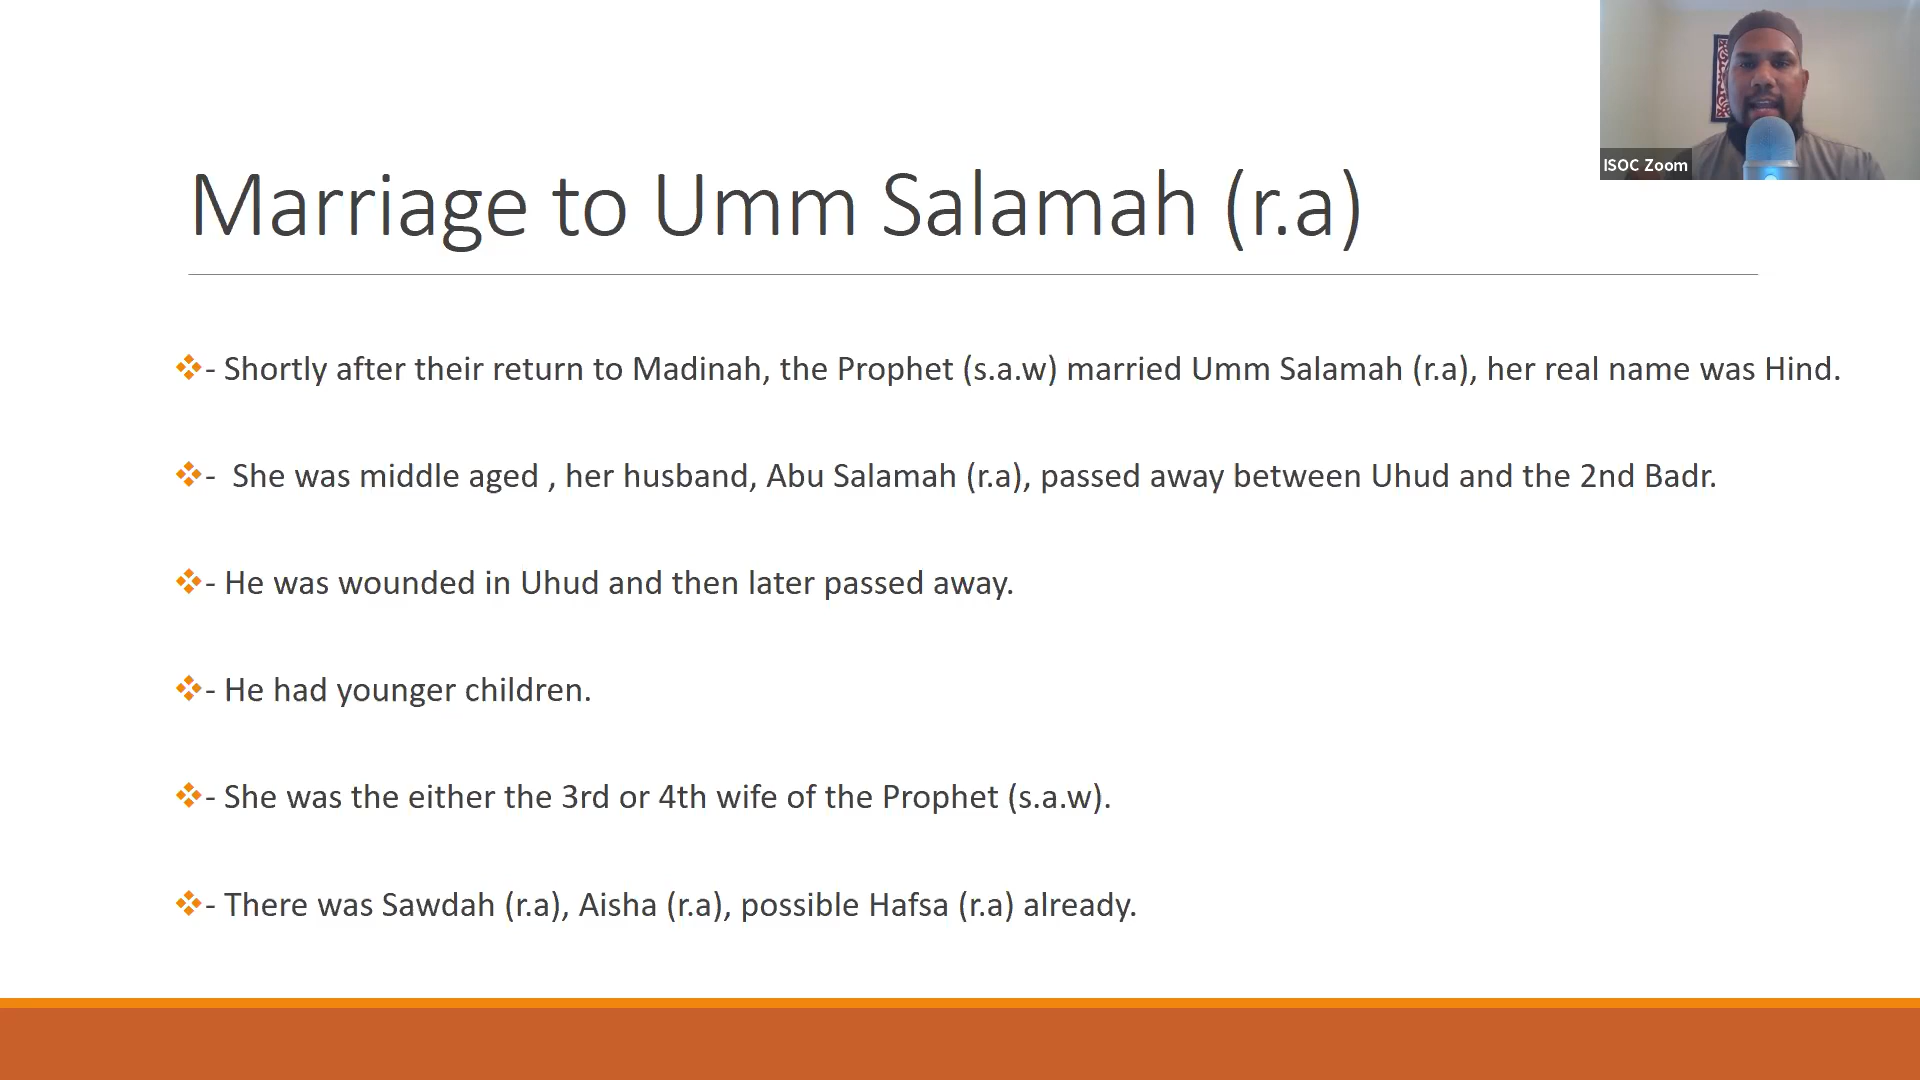 ISOC Zoom
Marriage to Umm Salamah (r.a)
- Shortly after their return to Madinah, the Prophet (s.a.w) married Umm Salamah (r.a), her real name was Hind.
- She was middle aged , her husband, Abu Salamah (r.a), passed away between Uhud and the 2nd Badr.
- He was wounded in Uhud and then later passed away.
- He had younger children.
- She was the either the 3rd or 4th wife of the Prophet (s.a.w).
- There was Sawdah (r.a), Aisha (r.a), possible Hafsa (r.a) already.